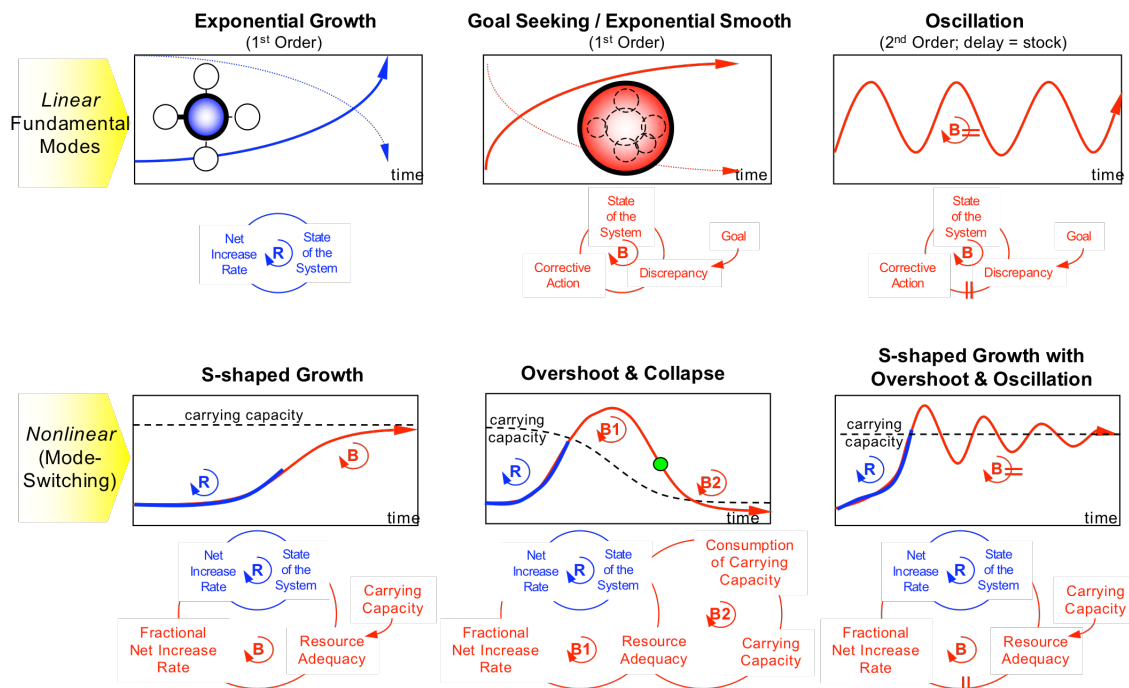 Exponential Growth
(1st Order)
Goal Seeking / Exponential Smooth
(1st Order)
Oscillation
(2nd Order; delay = stock)
Linear
Fundamental
Modes
time
time
B
time
Net
Increase
Rate
R
State
of the
System
State
of the
System
B
Goal
Corrective
Action
Discrepancy
State
of the
System
B
Goal
Corrective
Action
Discrepancy
S-shaped Growth
Overshoot & Collapse
S-shaped Growth with
Overshoot & Oscillation
Nonlinear
(Mode-
Switching)
carrying capacity
R
B
time
carrying
capacity
R
B1
B2
time
carrying
capacity
R
B
time
Net
Increase
Rate
R
State
of the
System
Carrying
Capacity
Fractional
Net Increase
Rate
B
Resource
Adequacy
Net
Increase
Rate
R
State
of the
System
Consumption
of Carrying
Capacity
B2
Fractional
Net Increase
Rate
B1
Resource
Adequacy
Carrying
Capacity
Net
Increase
Rate
R
State
of the
System
Carrying
Capacity
Fractional
Net Increase
Rate
B
Resource
Adequacy